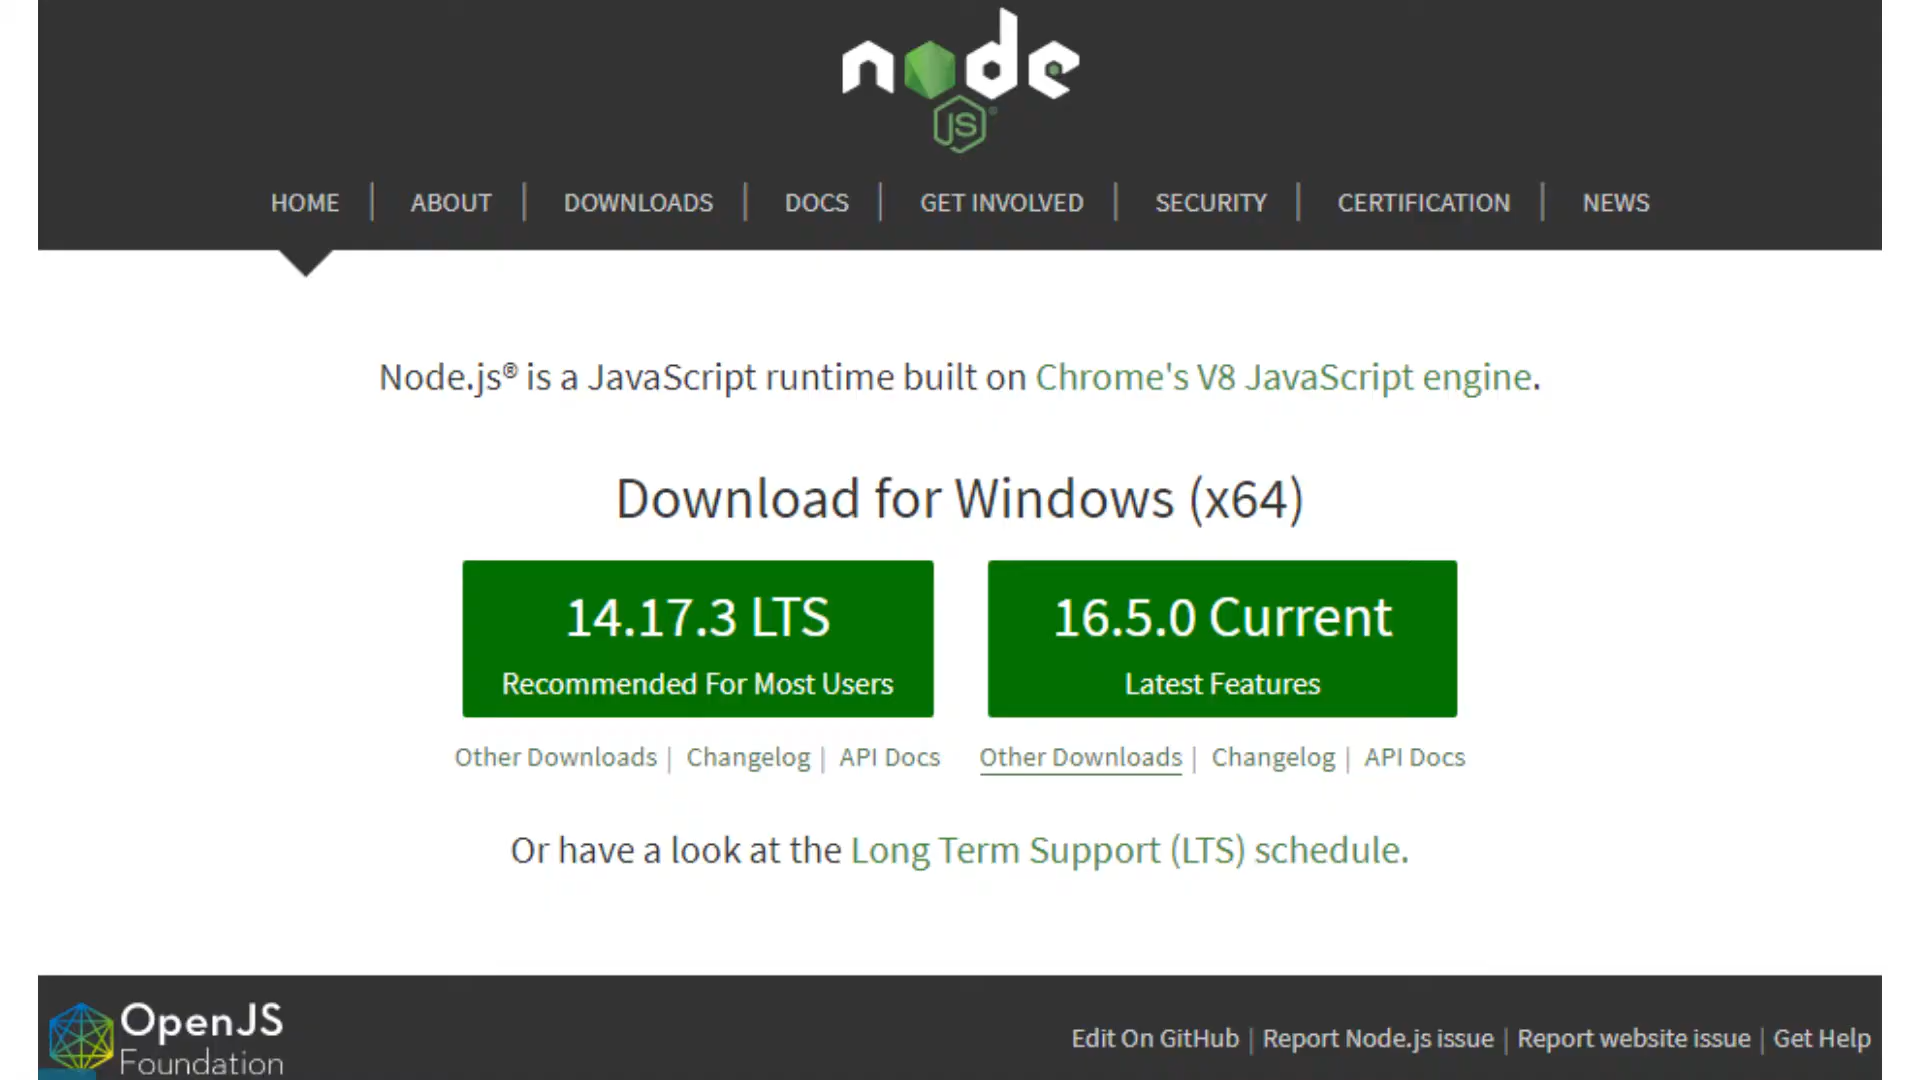 node
JS®
HOME | ABOUT | DOWNLOADS | DOCS | GET INVOLVED | SECURITY | CERTIFICATION | NEWS
Node.js® is a JavaScript runtime built on Chrome's V8 JavaScript engine.
Download for Windows (x64)
14.17.3 LTS
Recommended For Most Users
16.5.0 Current
Latest Features
Other Downloads | Changelog | API Docs
Other Downloads | Changelog | API Docs
Or have a look at the Long Term Support (LTS) schedule.
OpenJS
Foundation
Edit On GitHub | Report Node.js issue | Report website issue | Get Help